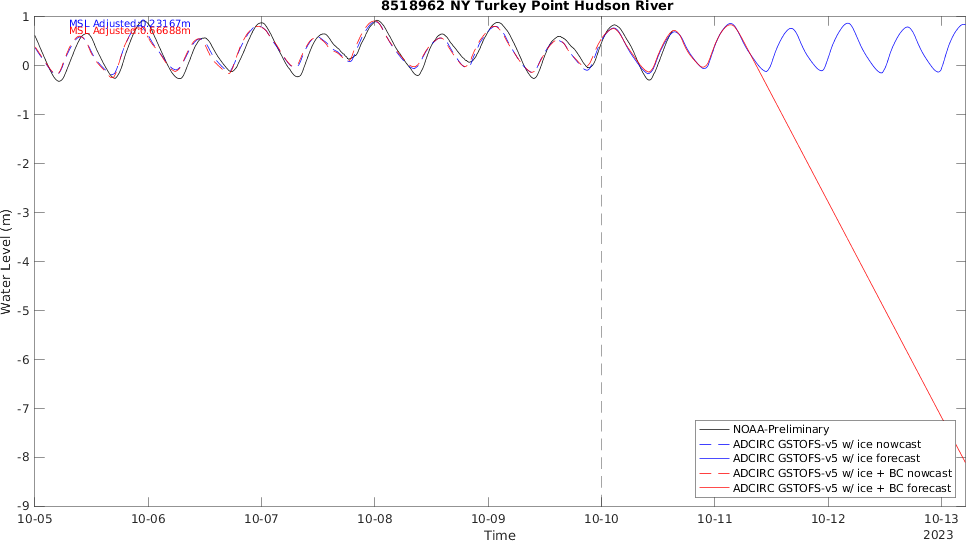 8518962 NY Turkey Point Hudson River
MSL Adjusted:0.23167m
MSL Adjusted:0.66688m
Water Level (m)
1
0
-1
-2
-3
-4
-5
-6
-7
-8
-9
NOAA-Preliminary
ADCIRC GSTOFS-v5 w/ ice nowcast
ADCIRC GSTOFS-v5 w/ ice forecast
ADCIRC GSTOFS-v5 w/ ice + BC nowcast
ADCIRC GSTOFS-v5 w/ ice + BC forecast
10-05 10-06 10-07 10-08 10-09 10-10 10-11 10-12 10-13
Time
2023